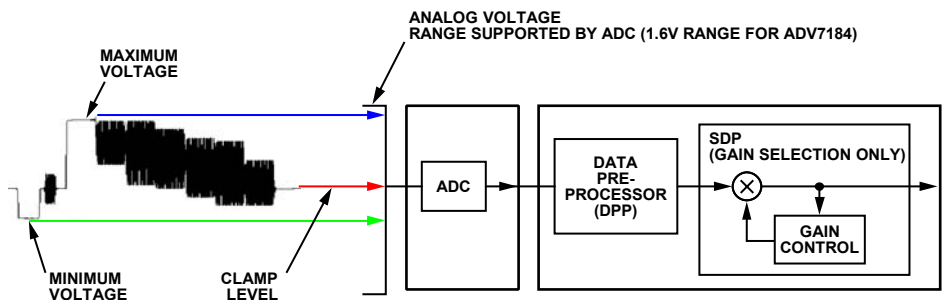 ANALOG VOLTAGE
RANGE SUPPORTED BY ADC (1.6V RANGE FOR ADV7184)
MAXIMUM
VOLTAGE
SDP
(GAIN SELECTION ONLY)
DATA
PRE-
PROCESSOR
(DPP)
ADC
GAIN
CONTROL
MINIMUM
VOLTAGE
CLAMP
LEVEL